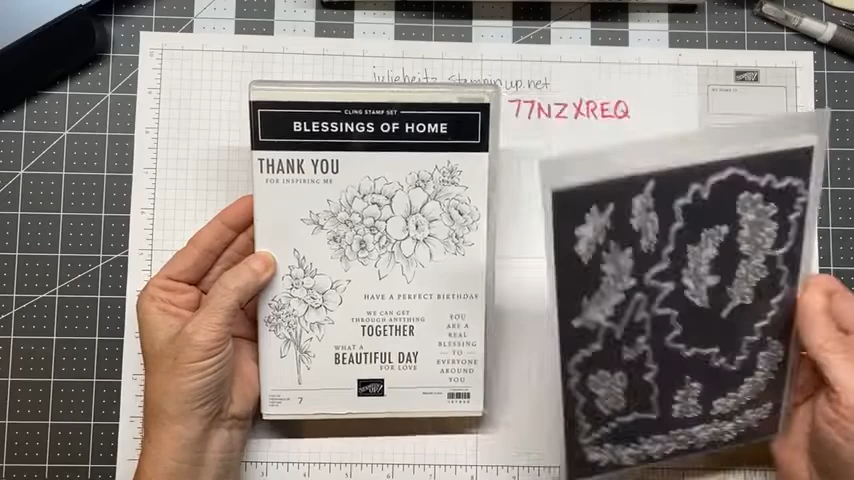 julieheitz.stampinup.net
77NZXREQ
CLING STAMP SET
BLESSINGS OF HOME
THANK YOU
FOR INSPIRING ME
HAVE A PERFECT BIRTHDAY
WE CAN GET
THROUGH ANYTHING
TOGETHER
WHAT A
BEAUTIFUL DAY
FOR LOVE
YOU
ARE A
REAL
BLESSING
TO
EVERYONE
AROUND
YOU
STAMPIN' UP!
7